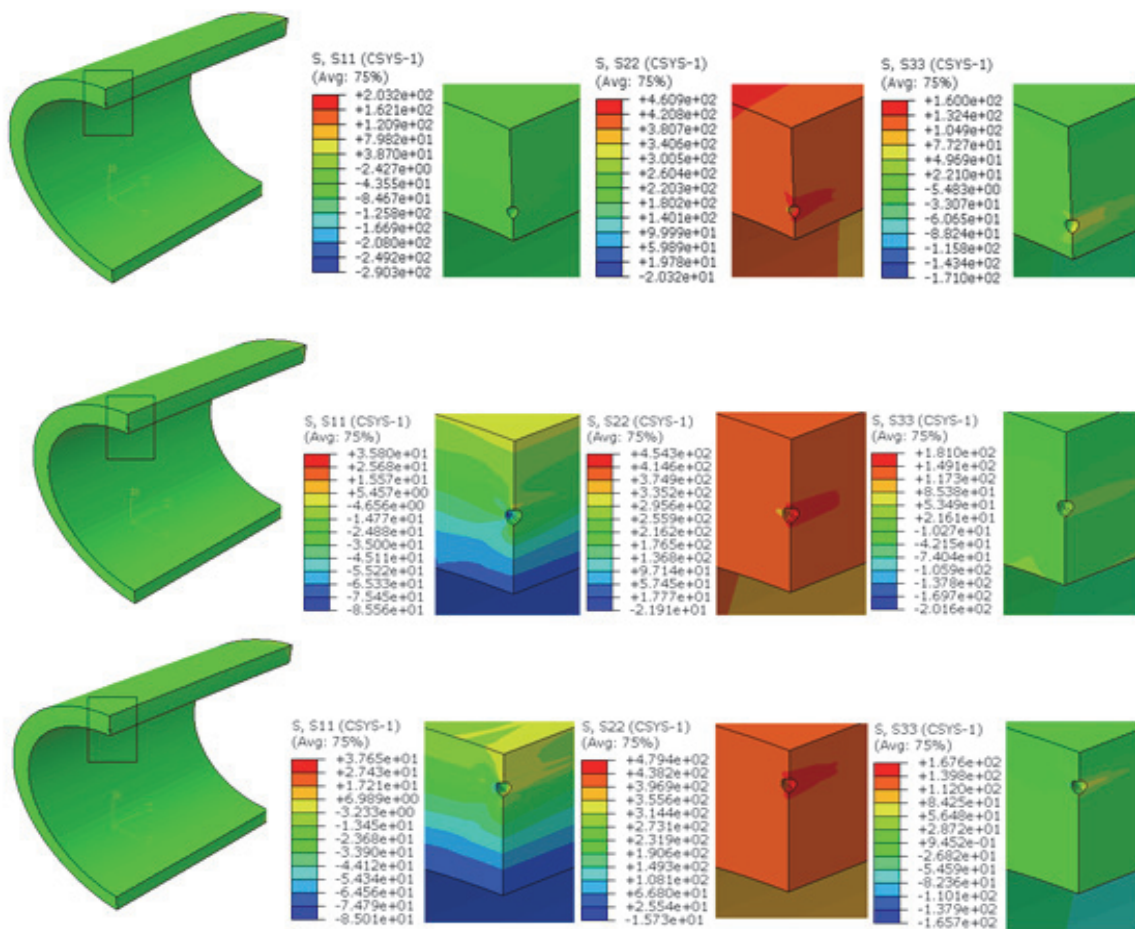 S, S11 (CSYS-1)
(Avg: 75%)
+2.032e+02
+1.621e+02
+1.209e+02
+7.982e+01
+3.870e+01
-2.427e+00
-4.355e+01
-8.467e+01
-1.258e+02
-1.669e+02
-2.080e+02
-2.492e+02
-2.903e+02
S, S22 (CSYS-1)
(Avg: 75%)
+4.609e+02
+4.208e+02
+3.807e+02
+3.406e+02
+3.005e+02
+2.604e+02
+2.203e+02
+1.802e+02
+1.401e+02
+9.999e+01
+5.989e+01
+1.978e+01
-2.032e+01
S, S33 (CSYS-1)
(Avg: 75%)
+1.600e+02
+1.324e+02
+1.049e+02
+7.727e+01
+4.969e+01
+2.210e+01
-5.483e+00
-3.307e+01
-6.065e+01
-8.824e+01
-1.158e+02
-1.434e+02
-1.710e+02
S, S11 (CSYS-1)
(Avg: 75%)
+3.580e+01
+2.568e+01
+1.557e+01
+5.457e+00
-4.656e+00
-1.477e+01
-2.488e+01
-3.500e+01
-4.511e+01
-5.522e+01
-6.533e+01
-7.545e+01
-8.556e+01
S, S22 (CSYS-1)
(Avg: 75%)
+4.543e+02
+4.146e+02
+3.749e+02
+3.352e+02
+2.956e+02
+2.559e+02
+2.162e+02
+1.765e+02
+1.368e+02
+9.714e+01
+5.745e+01
+1.777e+01
-2.191e+01
S, S33 (CSYS-1)
(Avg: 75%)
+1.810e+02
+1.491e+02
+1.173e+02
+8.538e+01
+5.349e+01
+2.161e+01
-1.027e+01
-4.215e+01
-7.404e+01
-1.059e+02
-1.378e+02
-1.697e+02
-2.016e+02
S, S11 (CSYS-1)
(Avg: 75%)
+3.765e+01
+2.743e+01
+1.721e+01
+6.989e+00
-3.233e+00
-1.345e+01
-2.368e+01
-3.390e+01
-4.412e+01
-5.434e+01
-6.456e+01
-7.479e+01
-8.501e+01
S, S22 (CSYS-1)
(Avg: 75%)
+4.794e+02
+4.382e+02
+3.969e+02
+3.556e+02
+3.144e+02
+2.731e+02
+2.319e+02
+1.906e+02
+1.493e+02
+1.081e+02
+6.680e+01
+2.554e+01
-1.573e+01
S, S33 (CSYS-1)
(Avg: 75%)
+1.676e+02
+1.398e+02
+1.120e+02
+8.425e+01
+5.648e+01
+2.872e+01
+9.452e-01
-2.682e+01
-5.459e+01
-8.236e+01
-1.101e+02
-1.379e+02
-1.657e+02